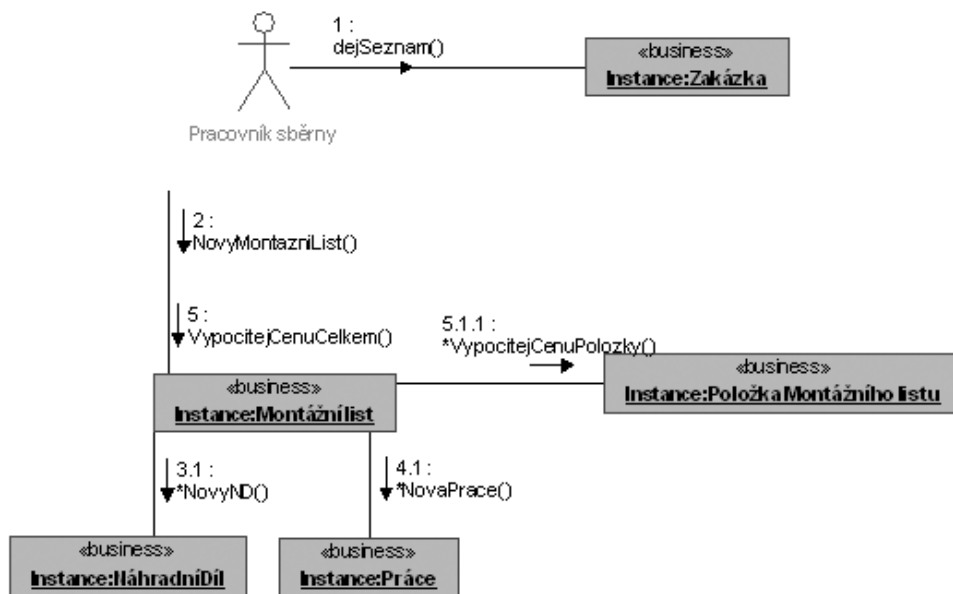 1 :
dejSeznam()
«business»
Instance:Zakázka
Pracovník sběrny
2 :
NovyMontazniList()
5 :
VypocitejCenuCelkem()
5.1.1 :
*VypocitejCenuPolozky()
«business»
Instance:Montážní list
«business»
Instance:Položka Montážního listu
3.1 :
*NovyND()
4.1 :
*NovaPrace()
«business»
Instance:NáhradníDíl
«business»
Instance:Práce